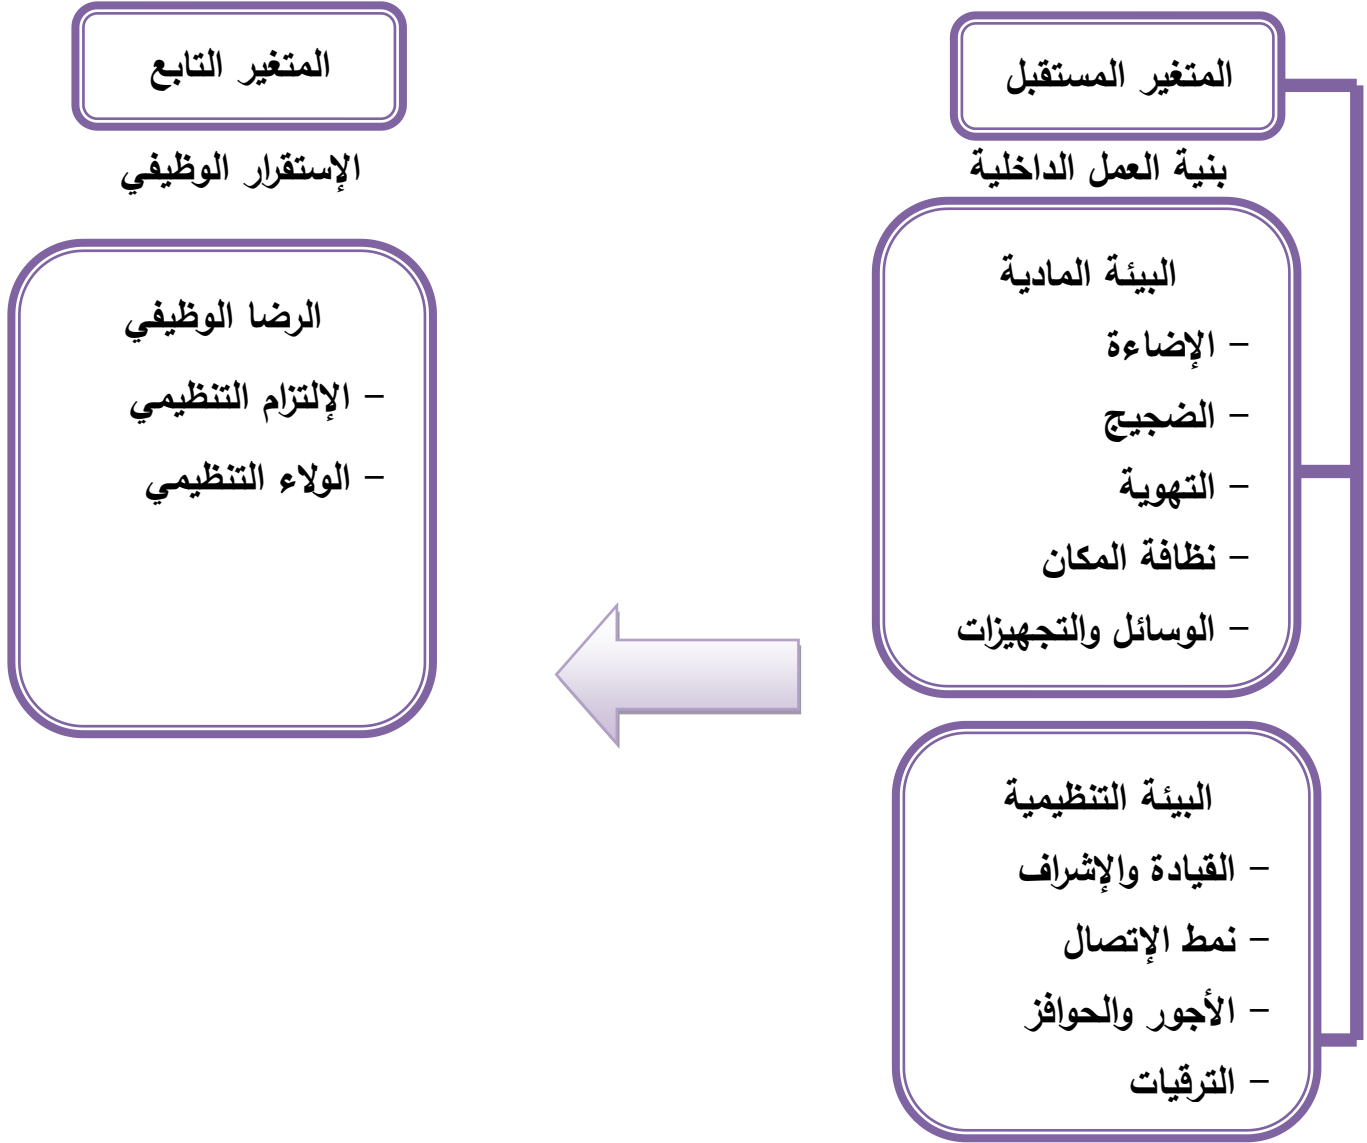 المتغير المستقبل
بنية العمل الداخلية
البيئة المادية
- الإضاءة
- الضجيج
- التهوية
- نظافة المكان
- الوسائل والتجهيزات
البيئة التنظيمية
- القيادة والإشراف
- نمط الإتصال
- الأجور والحوافز
- الترقيات
المتغير التابع
الإستقرار الوظيفي
الرضا الوظيفي
- الإلتزام التنظيمي
- الولاء التنظيمي